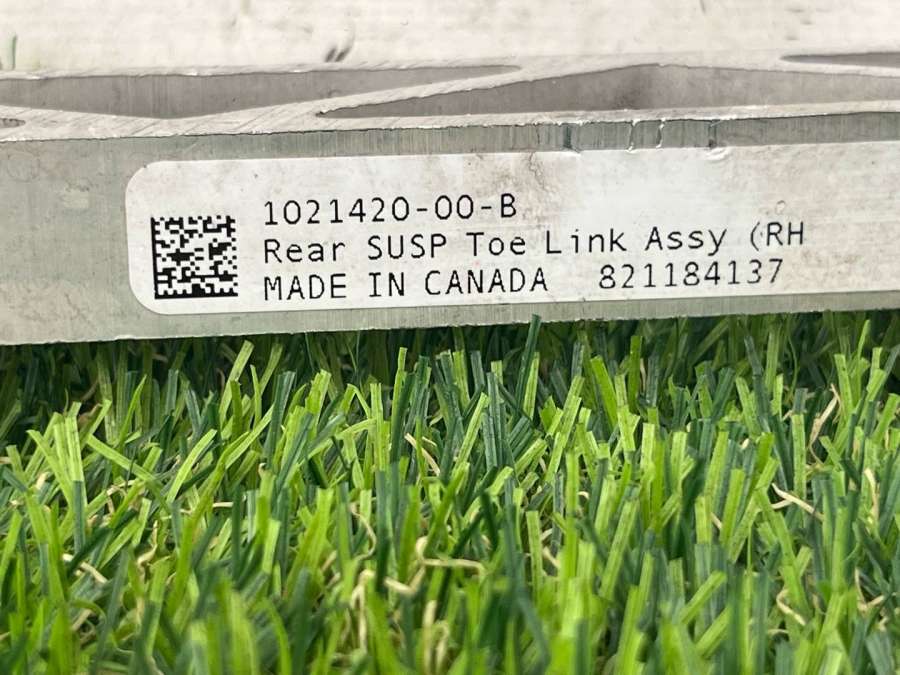 1021420-00-B
Rear SUSP Toe Link Assy (RH
MADE IN CANADA 821184137